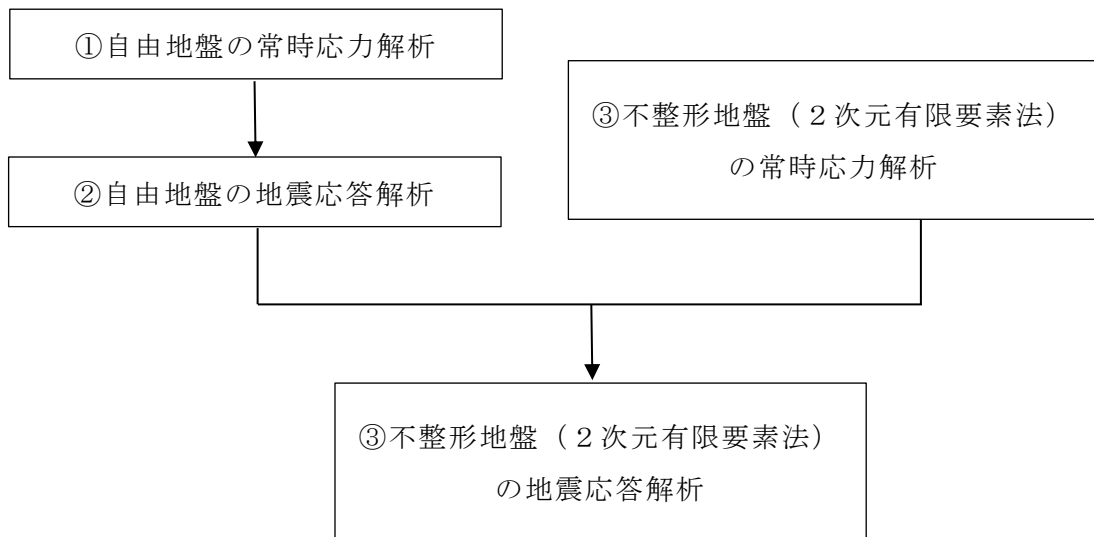 ①自由地盤の常時応力解析
②自由地盤の地震応答解析
③不整形地盤（２次元有限要素法）
の常時応力解析
③不整形地盤（２次元有限要素法）
の地震応答解析